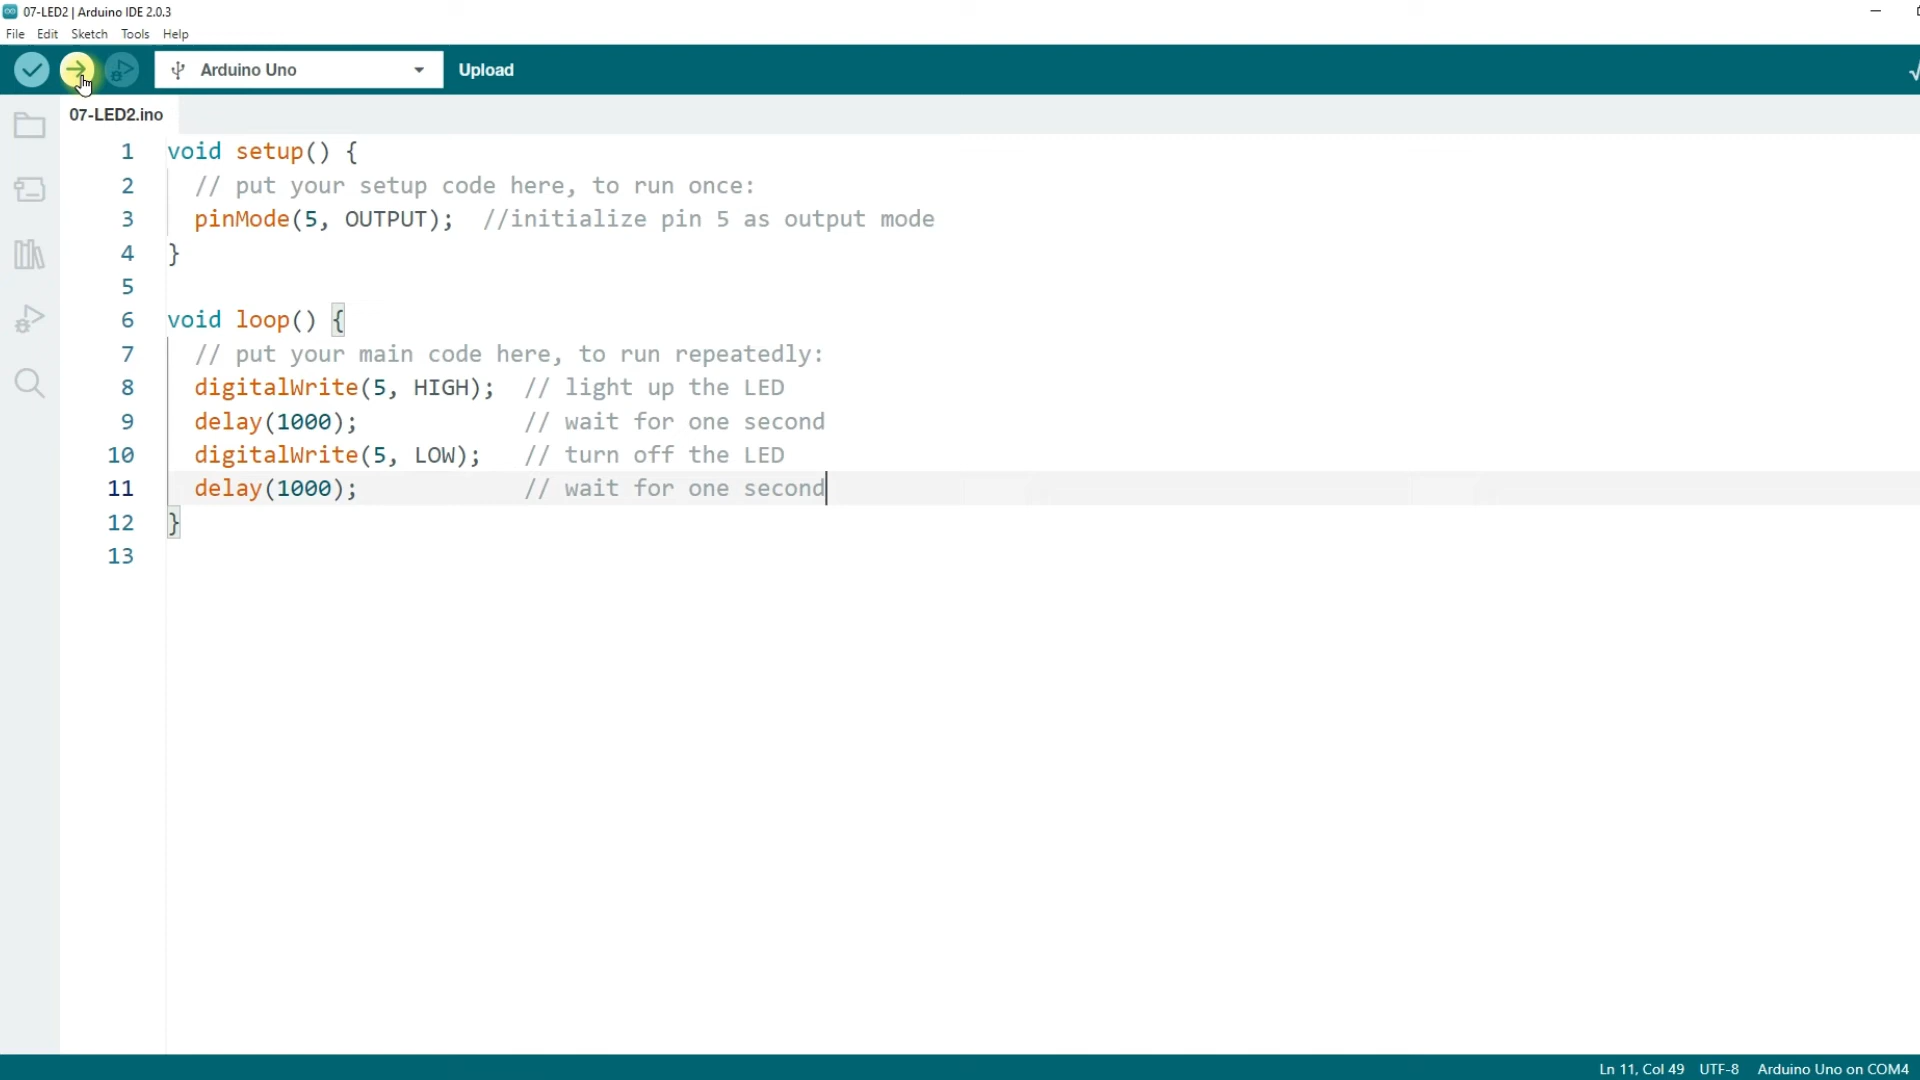 07-LED2 | Arduino IDE 2.0.3
File Edit Sketch Tools Help
Arduino Uno Upload
07-LED2.ino
1 void setup() {
2 // put your setup code here, to run once:
3 pinMode(5, OUTPUT); //initialize pin 5 as output mode
4 }
5
6 void loop() {
7 // put your main code here, to run repeatedly:
8 digitalWrite(5, HIGH); // light up the LED
9 delay(1000); // wait for one second
10 digitalWrite(5, LOW); // turn off the LED
11 delay(1000); // wait for one second
12 }
13
Ln 11, Col 49 UTF-8 Arduino Uno on COM4